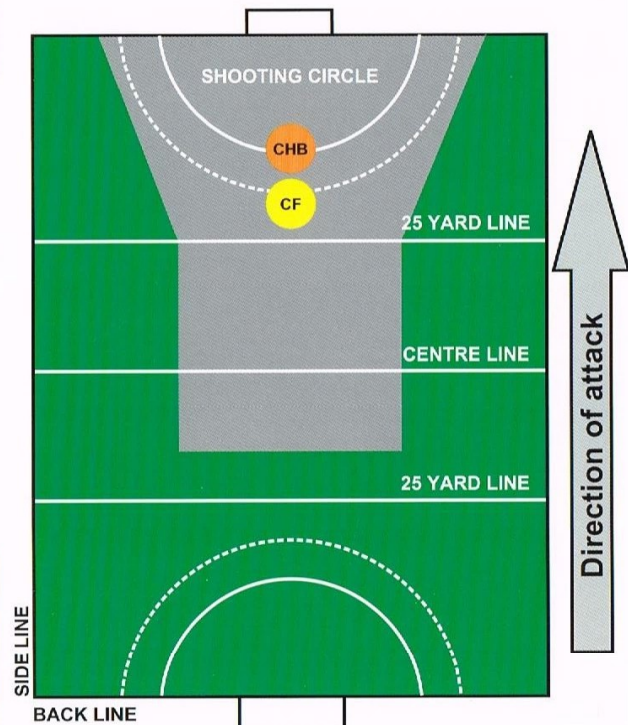 SHOOTING CIRCLE
CHB
CF
25 YARD LINE
CENTRE LINE
25 YARD LINE
Direction of attack
SIDE LINE
BACK LINE